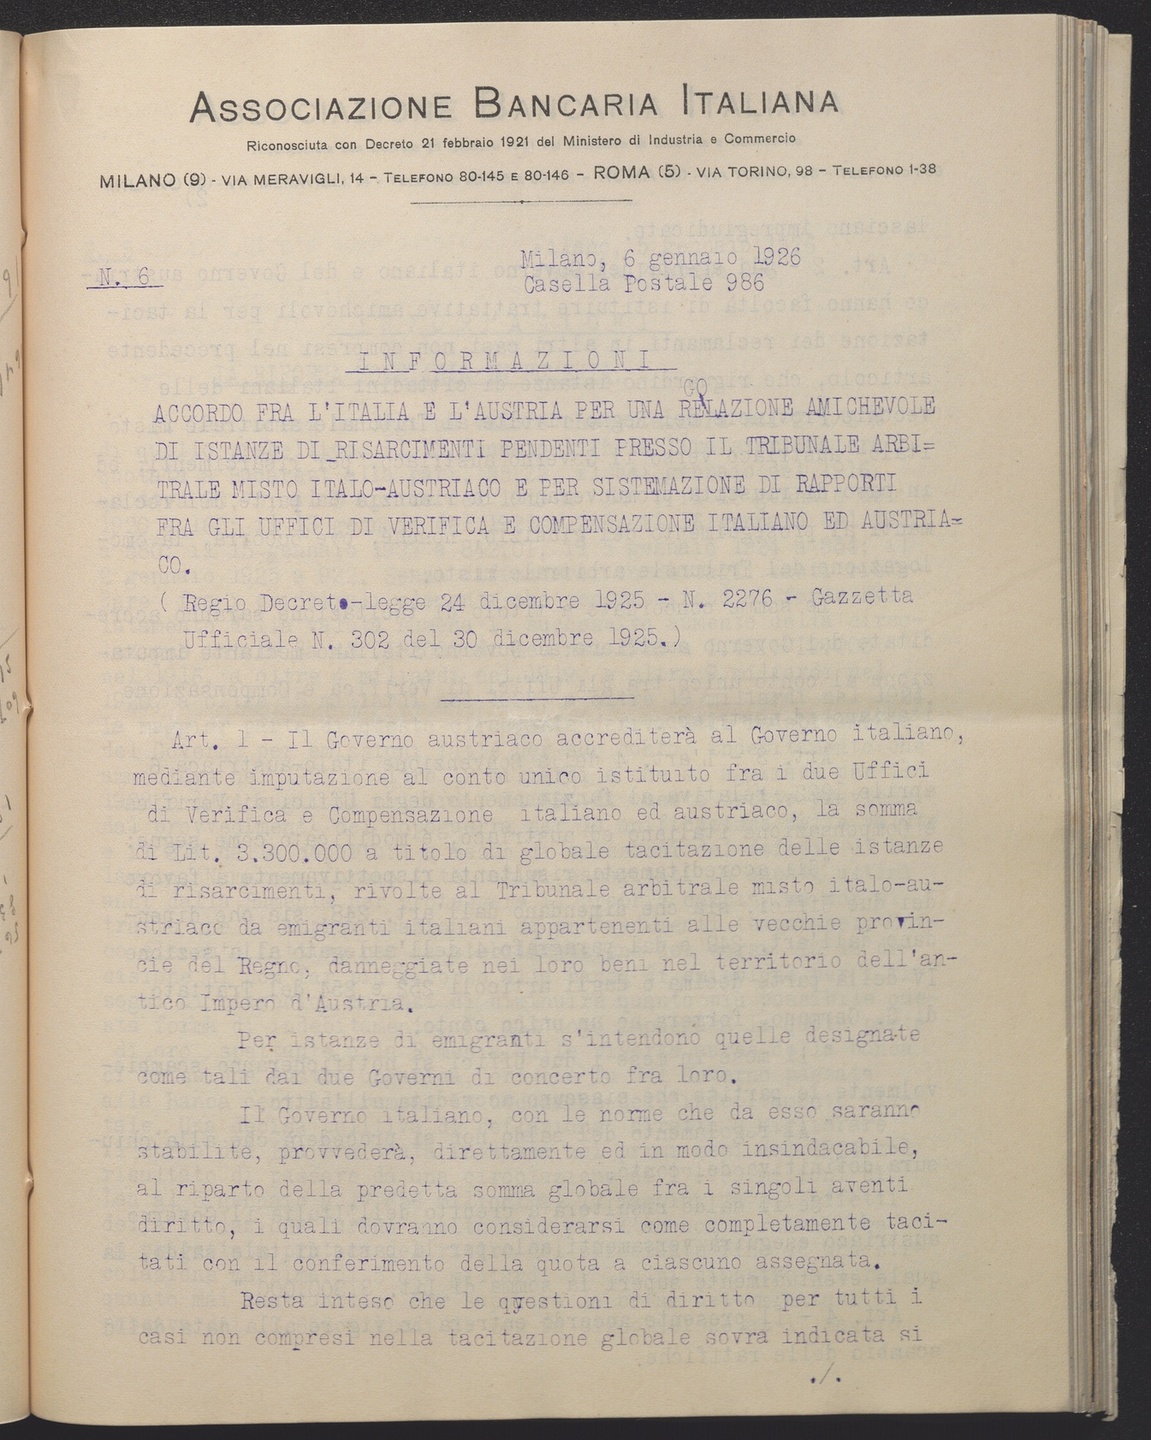 ASSOCIAZIONE BANCARIA ITALIANA
Riconosciuta con Decreto 21 febbraio 1921 del Ministero di Industria e Commercio
MILANO (9) - VIA MERAVIGLI, 14 - TELEFONO 80-145 E 80-146 - ROMA (5) - VIA TORINO, 98 - TELEFONO 1-38
N. 6
Milano, 6 gennaio 1926
Casella Postale 986
INFORMAZIONI
GO
ACCORDO FRA L'ITALIA E L'AUSTRIA PER UNA RELAZIONE AMICHEVOLE
DI ISTANZE DI RISARCIMENTI PENDENTI PRESSO IL TRIBUNALE ARBI=
TRALE MISTO ITALO-AUSTRIACO E PER SISTEMAZIONE DI RAPPORTI
FRA GLI UFFICI DI VERIFICA E COMPENSAZIONE ITALIANO ED AUSTRIA=
CO.
( Regio Decreto-legge 24 dicembre 1925 - N. 2276 - Gazzetta
Ufficiale N. 302 del 30 dicembre 1925.)
Art. 1 - Il Governo austriaco accrediterà al Governo italiano,
mediante imputazione al conto unico istituito fra i due Uffici
di Verifica e Compensazione italiano ed austriaco, la somma
di Lit. 3.300.000 a titolo di globale tacitazione delle istanze
di risarcimenti, rivolte al Tribunale arbitrale misto italo-au-
striaco da emigranti italiani appartenenti alle vecchie provin-
cie del Regno, danneggiate nei loro beni nel territorio dell'an-
tico Impero d'Austria.
Per istanze di emigranti s'intendono quelle designate
come tali dai due Governi di concerto fra loro.
Il Governo italiano, con le norme che da esso saranno
stabilite, provvederà, direttamente ed in modo insindacabile,
al riparto della predetta somma globale fra i singoli aventi
diritto, i quali dovranno considerarsi come completamente taci-
tati con il conferimento della quota a ciascuno assegnata.
Resta inteso che le questioni di diritto per tutti i
casi non compresi nella tacitazione globale sovra indicata si
./.